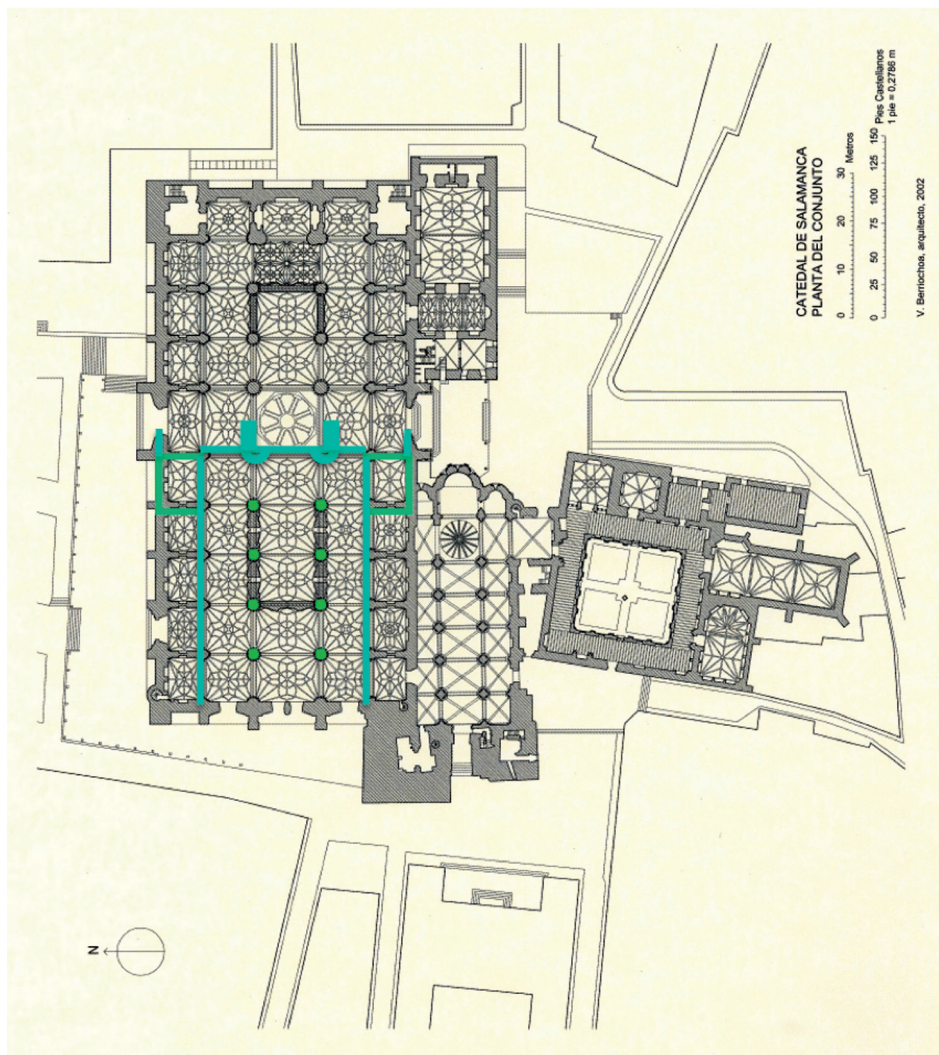 CATEDAL DE SALAMANCA
PLANTA DEL CONJUNTO
0 10 20 30 Metros
0 25 50 75 100 125 150 Pies Castellanos
1 pie = 0,2786 m
V. Berriochoa, arquitecto, 2002
N